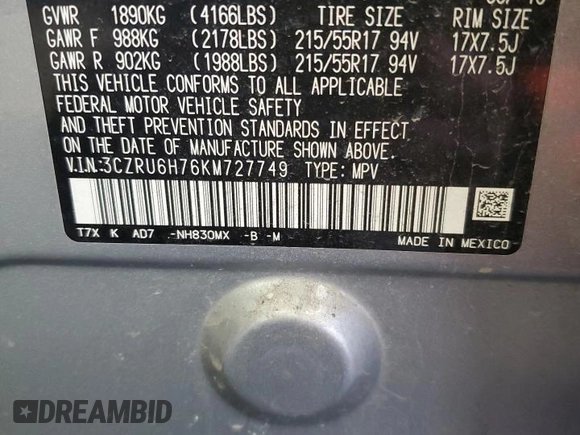 GVWR 1890KG (4166LBS) TIRE SIZE RIM SIZE
GAWR F 988KG (2178LBS) 215/55R17 94V 17X7.5J
GAWR R 902KG (1988LBS) 215/55R17 94V 17X7.5J
THIS VEHICLE CONFORMS TO ALL APPLICABLE
FEDERAL MOTOR VEHICLE SAFETY
AND THEFT PREVENTION STANDARDS IN EFFECT
ON THE DATE OF MANUFACTURE SHOWN ABOVE.
V.I.N.:3CZRU6H76KM727749 TYPE: MPV
T7X K AD7 -NH830MX -B -M
MADE IN MEXICO
DREAMBID